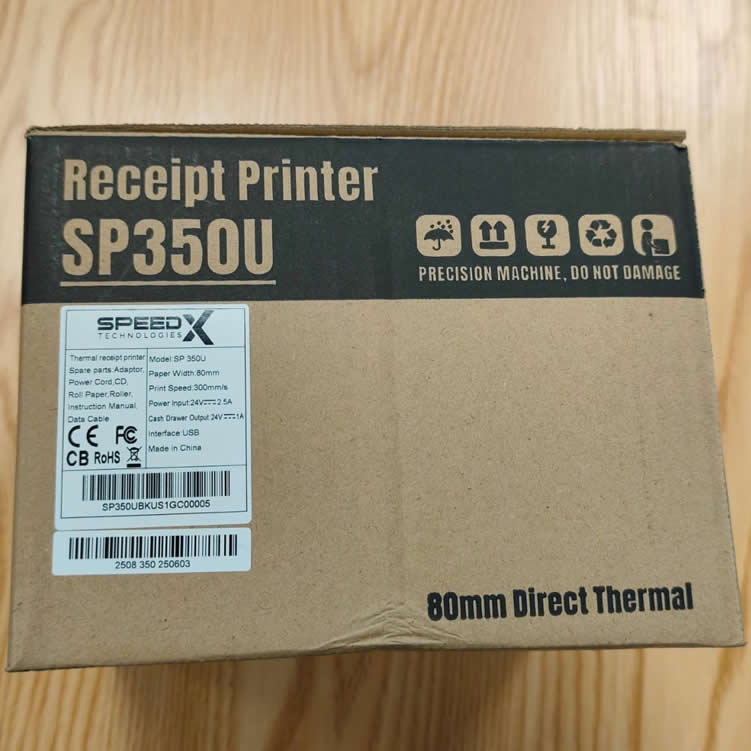 Receipt Printer
SP350U
PRECISION MACHINE, DO NOT DAMAGE
SPEEDX
TECHNOLOGIES
Thermal receipt printer
Spare parts:Adaptor,
Power Cord,CD,
Roll Paper,Roller,
Instruction Manual,
Data Cable
CE FC
CB RoHS
Model:SP 350U
Paper Width:80mm
Print Speed:300mm/s
Power Input:24V⎓2.5A
Cash Drawer Output:24V⎓1A
Interface:USB
Made in China
SP350UBKUS1GC00005
2508 350 250603
80mm Direct Thermal